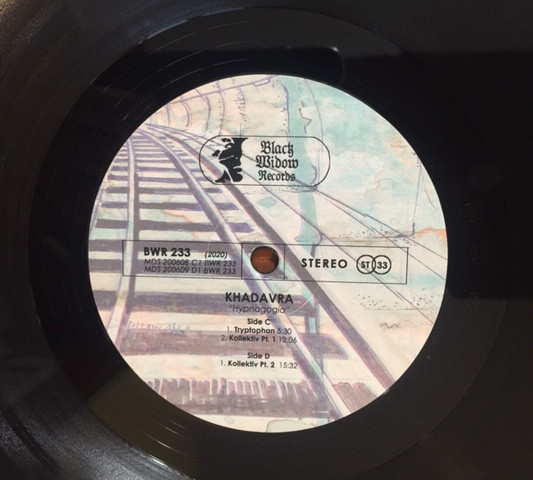 Black
Widow
Records
BWR 233 (2020)
MDS 200608 C1 BWR 233
MDS 200609 D1 BWR 233
STEREO ST 33
KHADAVRA
"Hypnagogia"
Side C
1. Tryptophan 5:30
2. Kollektiv Pt. 1 12:06
Side D
1. Kollektiv Pt. 2 15:32